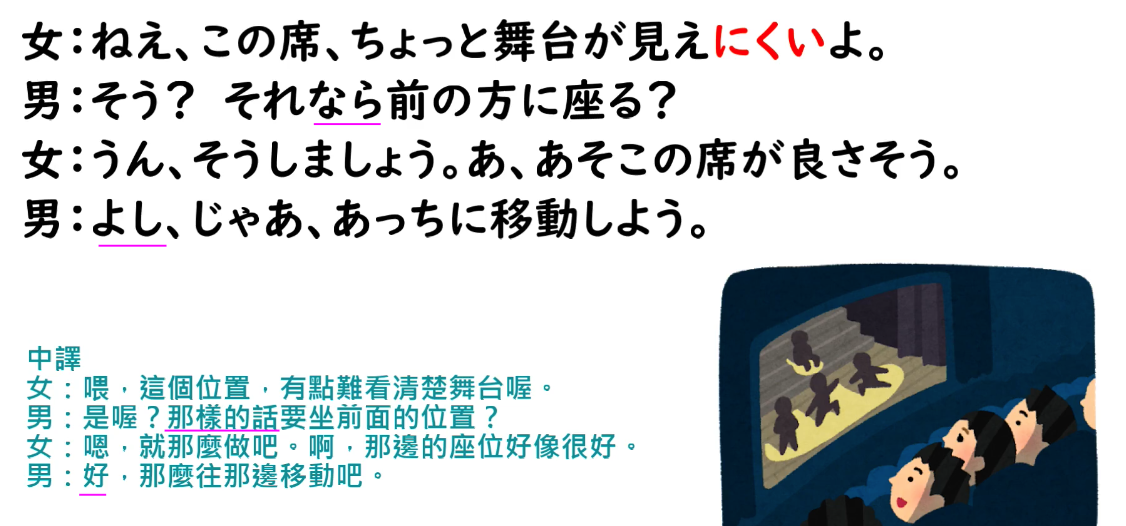 女：ねえ、この席、ちょっと舞台が見えにくいよ。
男：そう？ それなら前の方に座る？
女：うん、そうしましょう。あ、あそこの席が良さそう。
男：よし、じゃあ、あっちに移動しよう。
中譯
女：喂，這個位置，有點難看清楚舞台喔。
男：是喔？那樣的話要坐前面的位置？
女：嗯，就那麼做吧。啊，那邊的座位好像很好。
男：好，那麼往那邊移動吧。